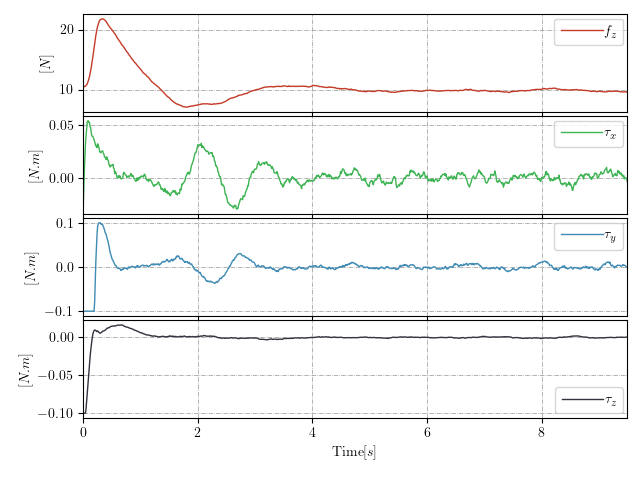 20
10
[N]
f_z
0.05
0.00
[N.m]
τ_x
0.1
0.0
−0.1
[N.m]
τ_y
0.00
−0.05
−0.10
[N.m]
τ_z
0 2 4 6 8
Time[s]